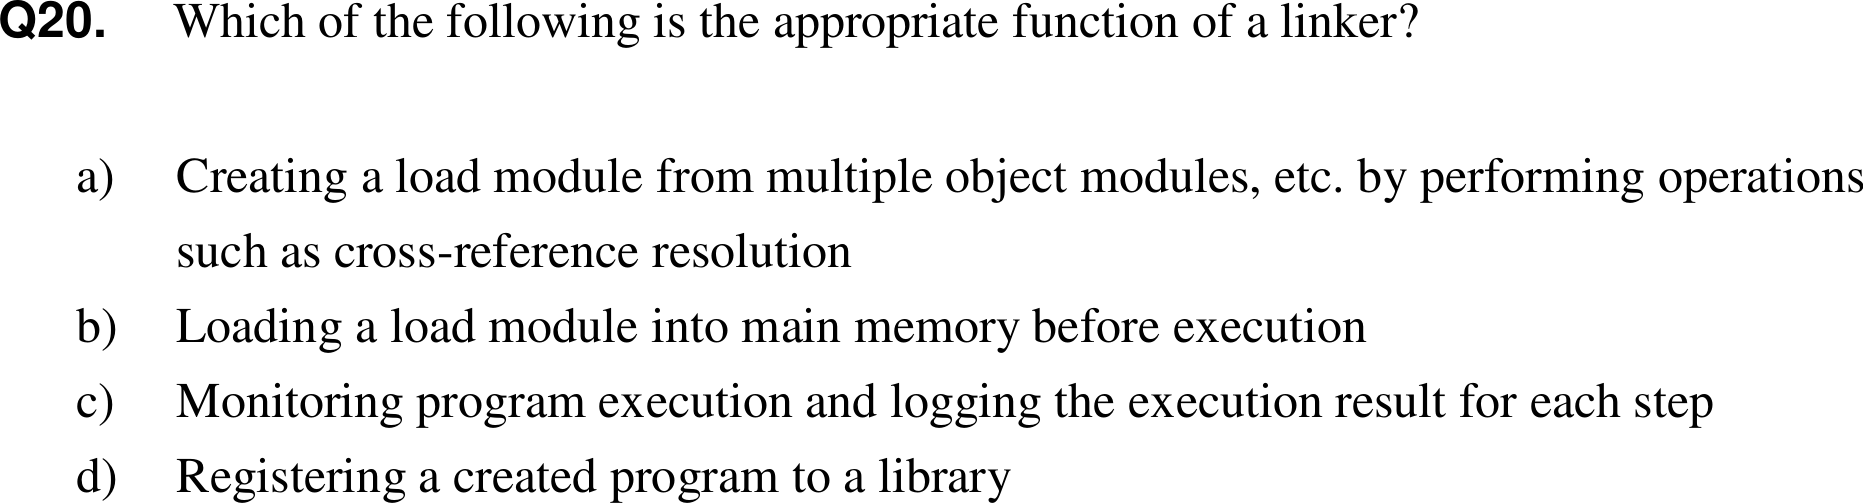 Q20. Which of the following is the appropriate function of a linker?
a) Creating a load module from multiple object modules, etc. by performing operations
such as cross-reference resolution
b) Loading a load module into main memory before execution
c) Monitoring program execution and logging the execution result for each step
d) Registering a created program to a library